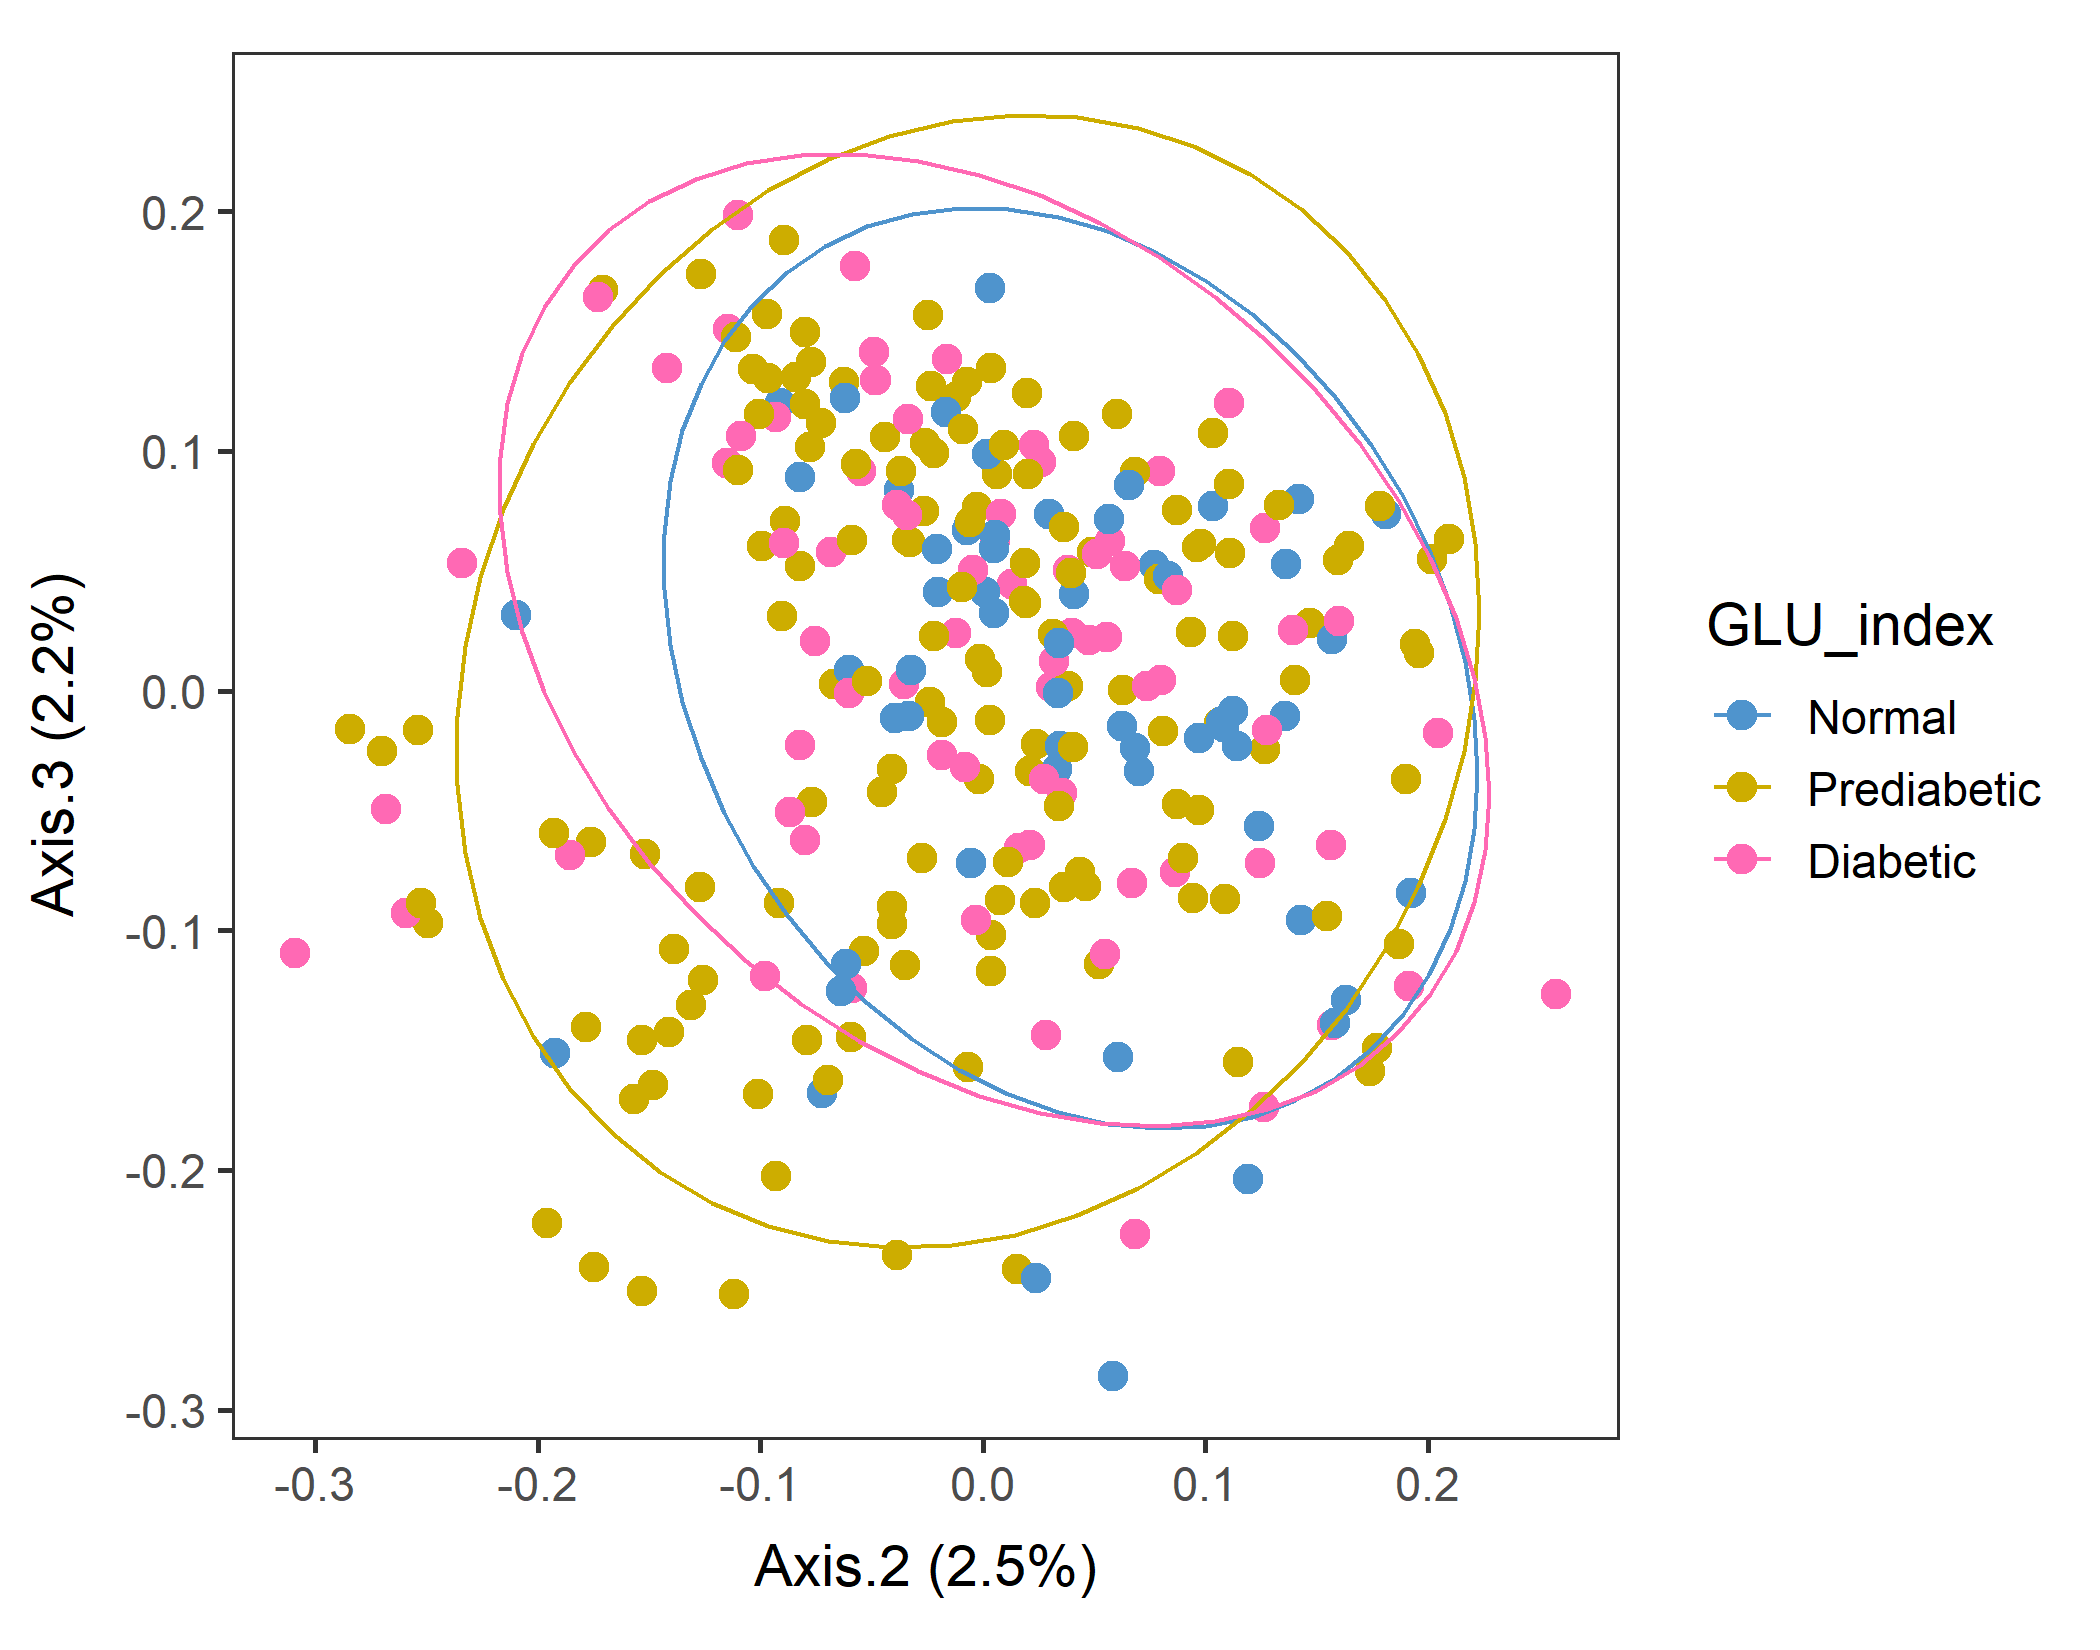 0.2
0.1
0.0
-0.1
-0.2
-0.3
Axis.3 (2.2%)
-0.3 -0.2 -0.1 0.0 0.1 0.2
Axis.2 (2.5%)
GLU_index
Normal
Prediabetic
Diabetic